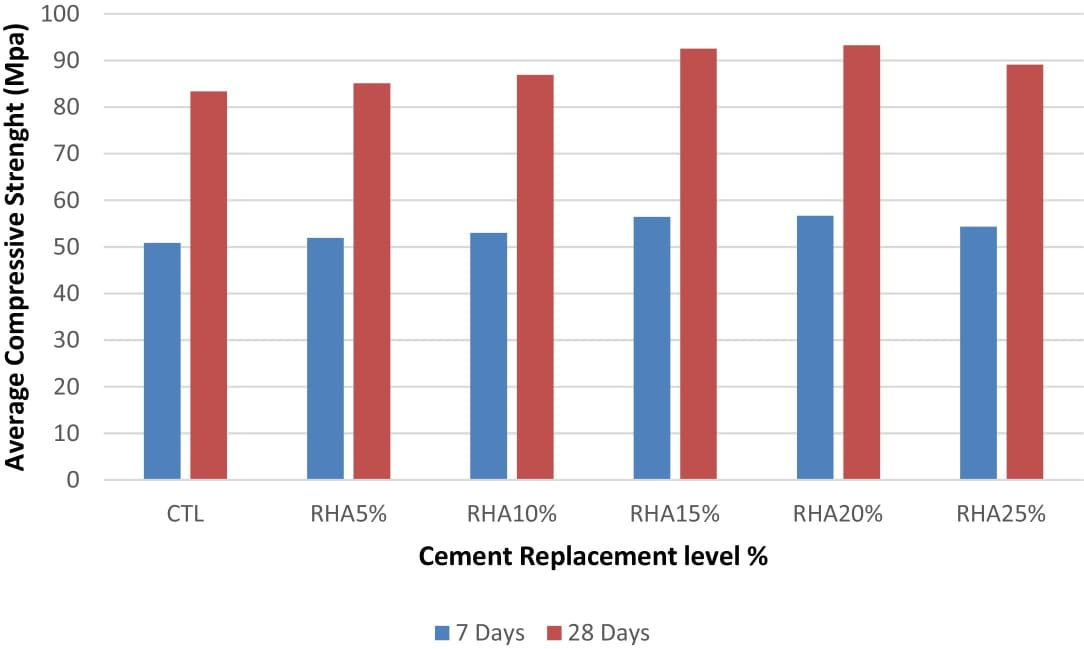 Average Compressive Strenght (Mpa)
100
90
80
70
60
50
40
30
20
10
0
CTL RHA5% RHA10% RHA15% RHA20% RHA25%
Cement Replacement level %
7 Days 28 Days